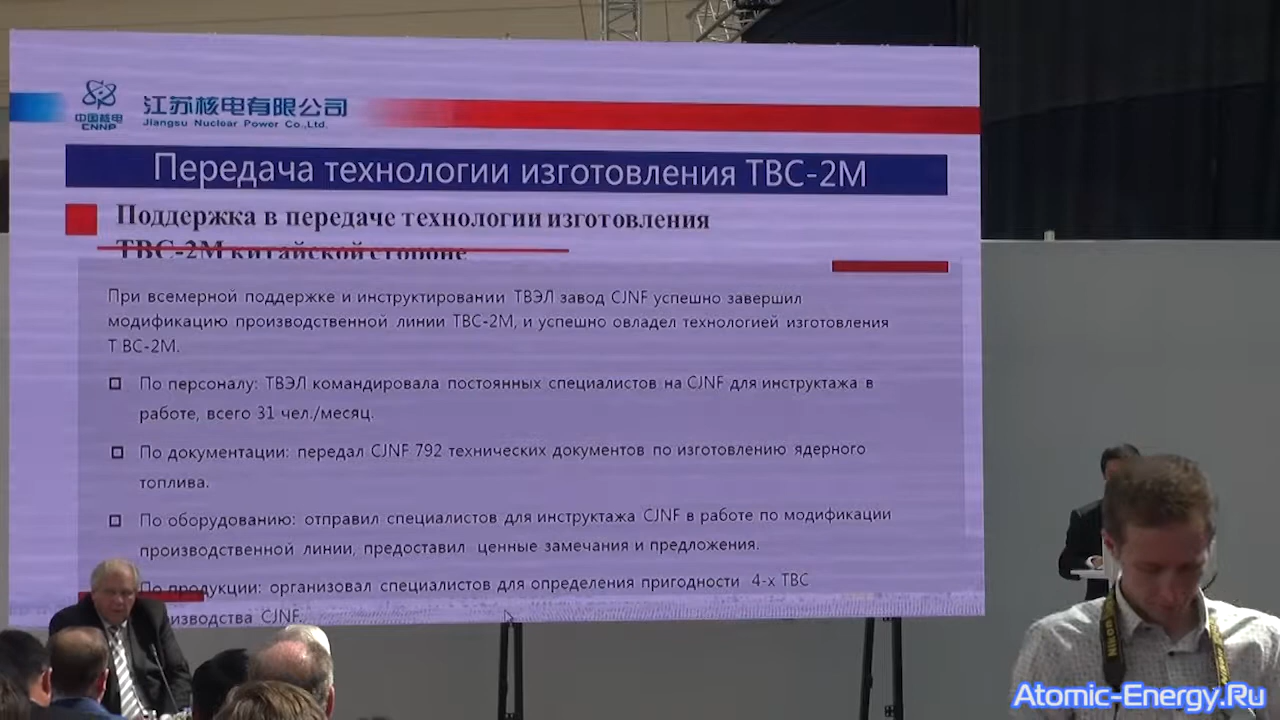 中国核电
CNNP
江苏核电有限公司
Jiangsu Nuclear Power Co.,Ltd.
Передача технологии изготовления ТВС-2М
Поддержка в передаче технологии изготовления
ТВС-2М китайской стороне
При всемерной поддержке и инструктировании ТВЭЛ завод CJNF успешно завершил
модификацию производственной линии ТВС-2М, и успешно овладел технологией изготовления
Т ВС-2М.
По персоналу: ТВЭЛ командировала постоянных специалистов на CJNF для инструктажа в
работе, всего 31 чел./месяц.
По документации: передал CJNF 792 технических документов по изготовлению ядерного
топлива.
По оборудованию: отправил специалистов для инструктажа CJNF в работе по модификации
производственной линии, предоставил ценные замечания и предложения.
По продукции: организовал специалистов для определения пригодности 4-х ТВС
изводства CJNF.
NIKON
Atomic-Energy.Ru